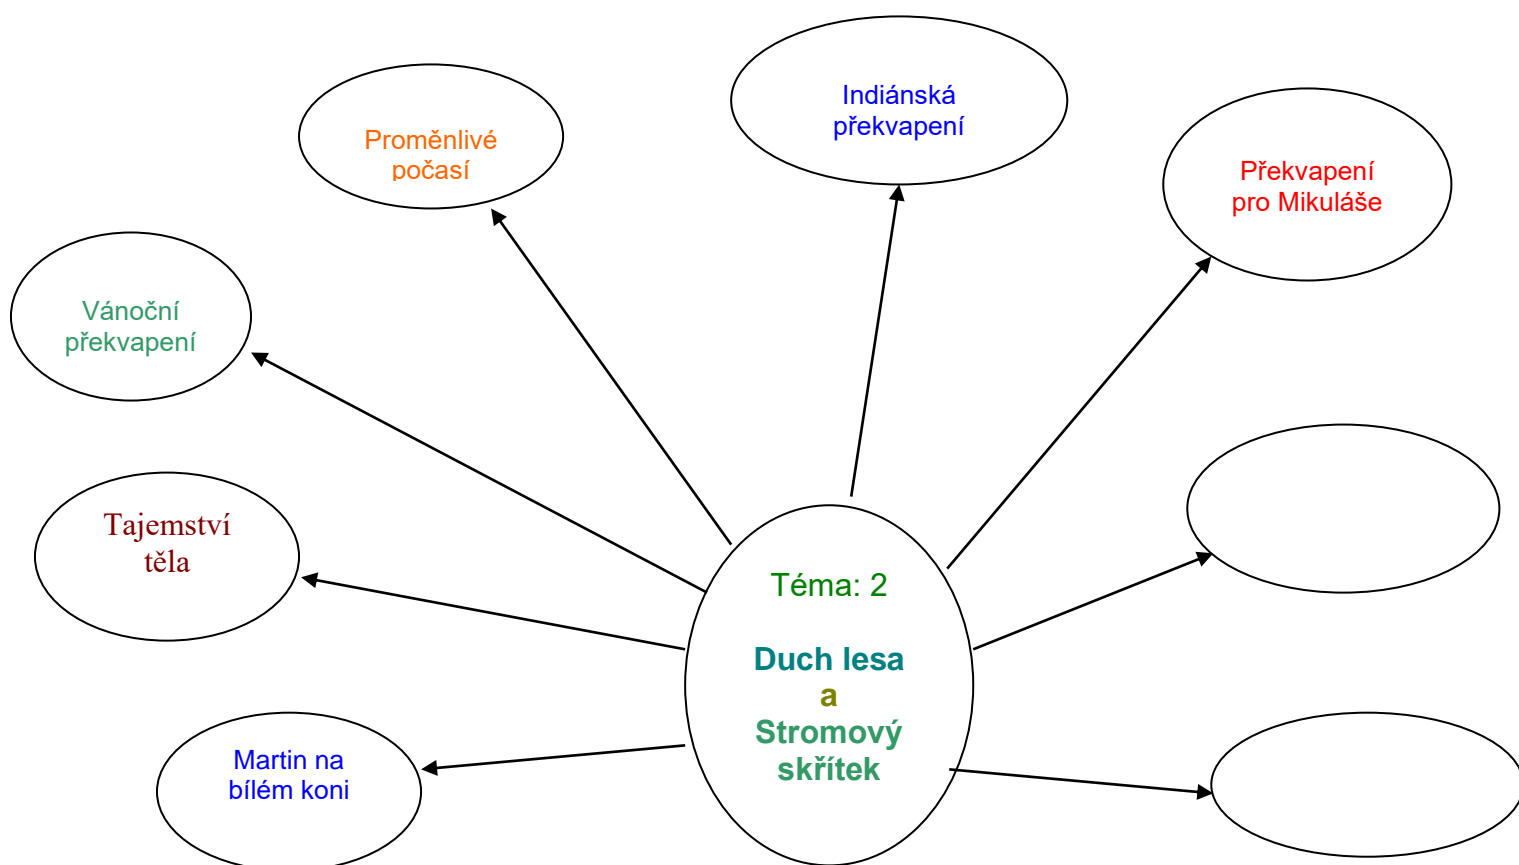 Indiánská
překvapení
Proměnlivé
počasí
Překvapení
pro Mikuláše
Vánoční
překvapení
Tajemství
těla
Téma: 2
Duch lesa
a
Stromový
skřítek
Martin na
bílém koni